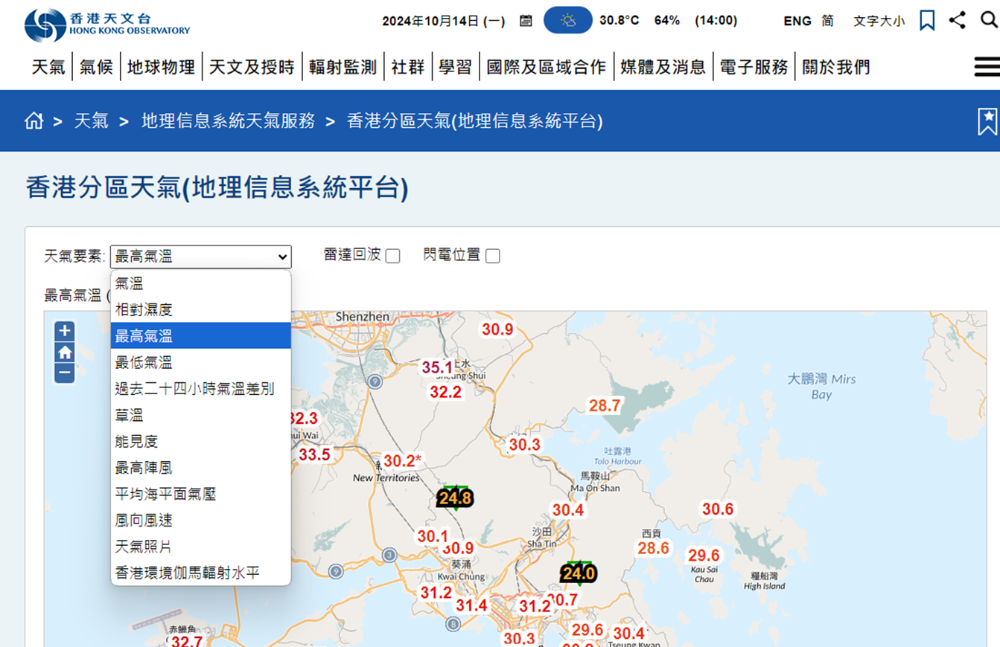 香港天文台
HONG KONG OBSERVATORY
2024年10月14日 (一) 30.8°C 64% (14:00) ENG 简 文字大小
天氣 氣候 地球物理 天文及授時 輻射監測 社群 學習 國際及區域合作 媒體及消息 電子服務 關於我們
> 天氣 > 地理信息系統天氣服務 > 香港分區天氣(地理信息系統平台)
香港分區天氣(地理信息系統平台)
天氣要素: 最高氣溫 雷達回波 閃電位置
最高氣溫 (
氣溫
相對濕度
最高氣溫
最低氣溫
過去二十四小時氣溫差別
草溫
能見度
最高陣風
平均海平面氣壓
風向風速
天氣照片
香港環境伽馬輻射水平
+
−
Shenzhen
30.9
35.1 上水
Sheung Shui
9
32.2
大鵬灣 Mirs
Bay
28.7
32.3
ui Wai
33.5
30.3
吐露港
Tolo Harbour
30.2*
New Territories
馬鞍山
Ma On Shan
24.8
30.4
30.6
30.1
30.9
沙田
Sha Tin
西貢
28.6
29.6
Kau Sai
Chau
3
9
葵涌
Kwai Chung
24.0
糧船灣
High Island
31.2
31.4
31.2
30.7
8
赤鱲角
32.7
30.3
29.6
30.4
Tseung Kwan